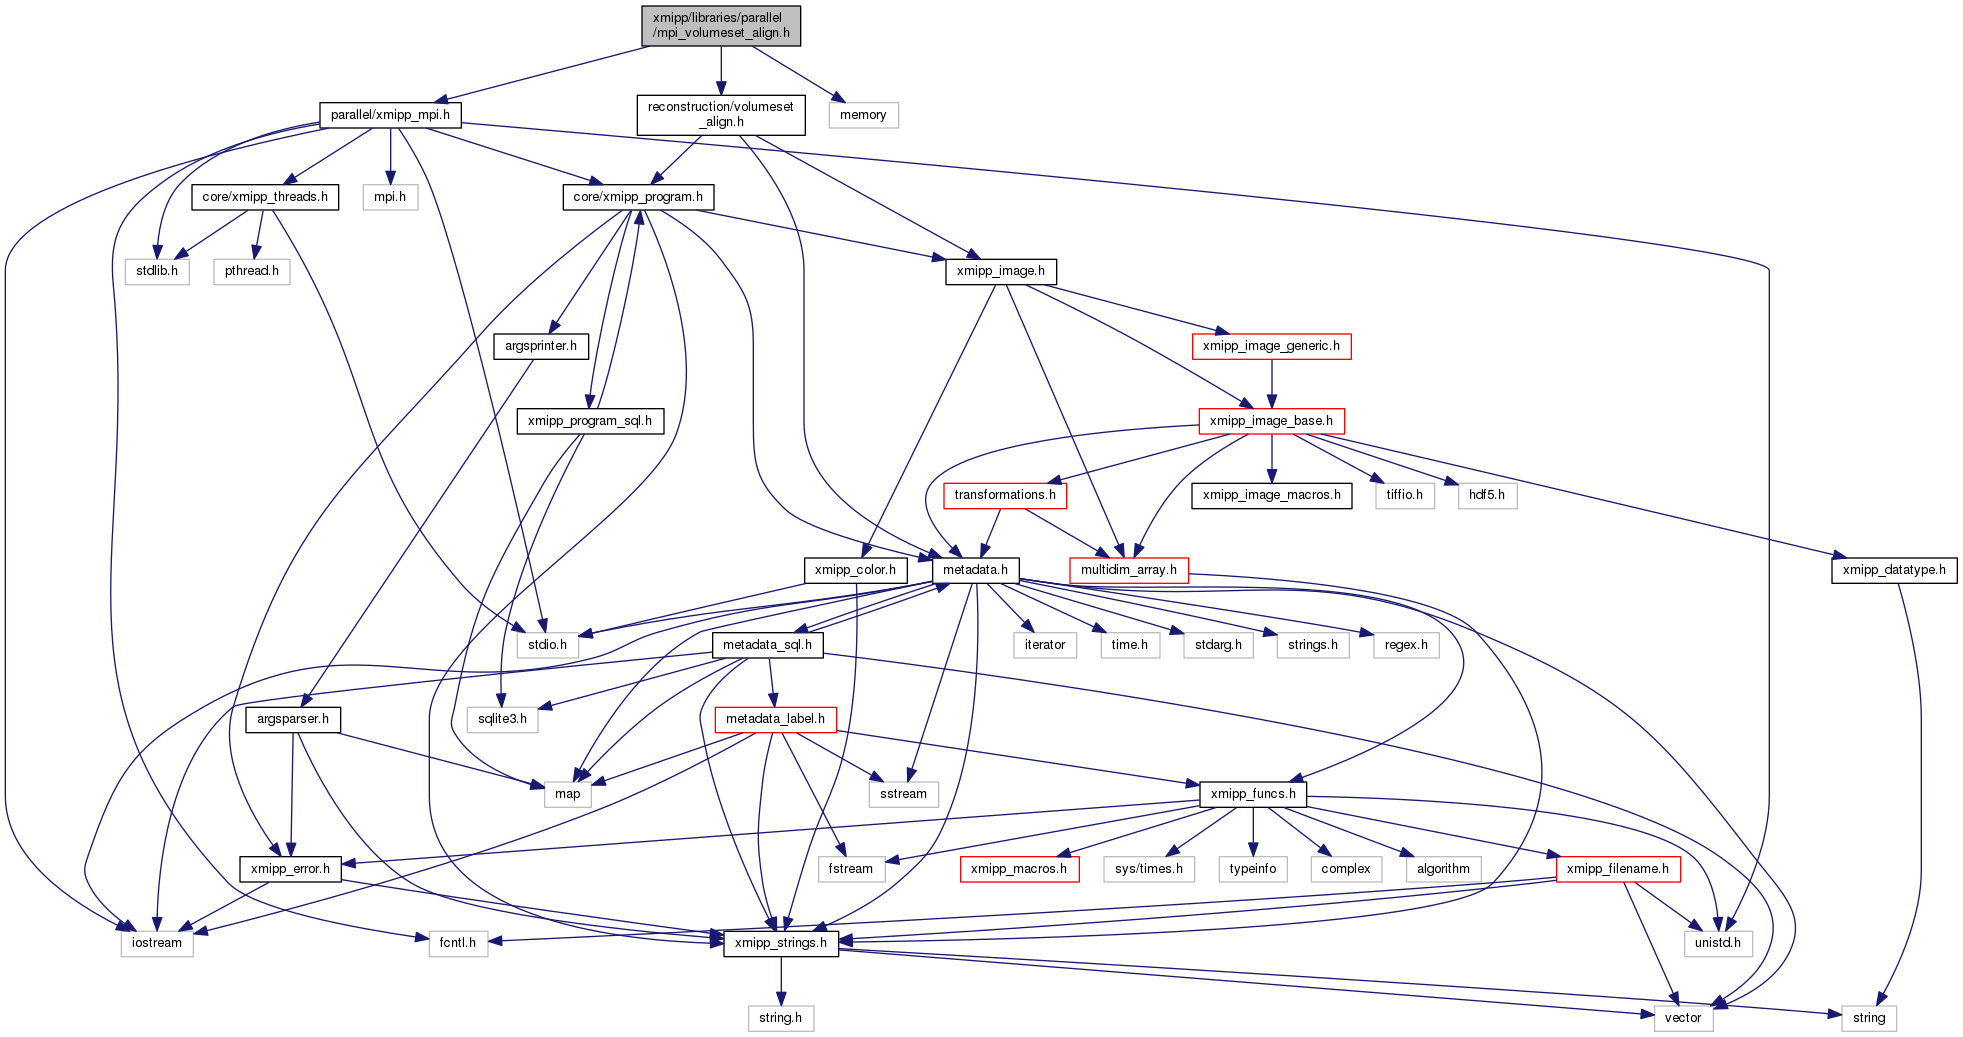 xmipp/libraries/parallel
/mpi_volumeset_align.h
parallel/xmipp_mpi.h
reconstruction/volumeset
_align.h
memory
core/xmipp_threads.h
mpi.h
core/xmipp_program.h
stdlib.h
pthread.h
xmipp_image.h
argsprinter.h
xmipp_image_generic.h
xmipp_program_sql.h
xmipp_image_base.h
transformations.h
xmipp_image_macros.h
tiffio.h
hdf5.h
xmipp_color.h
metadata.h
multidim_array.h
xmipp_datatype.h
stdio.h
metadata_sql.h
iterator
time.h
stdarg.h
strings.h
regex.h
argsparser.h
sqlite3.h
metadata_label.h
map
sstream
xmipp_funcs.h
xmipp_error.h
fstream
xmipp_macros.h
sys/times.h
typeinfo
complex
algorithm
xmipp_filename.h
iostream
fcntl.h
xmipp_strings.h
unistd.h
string.h
vector
string